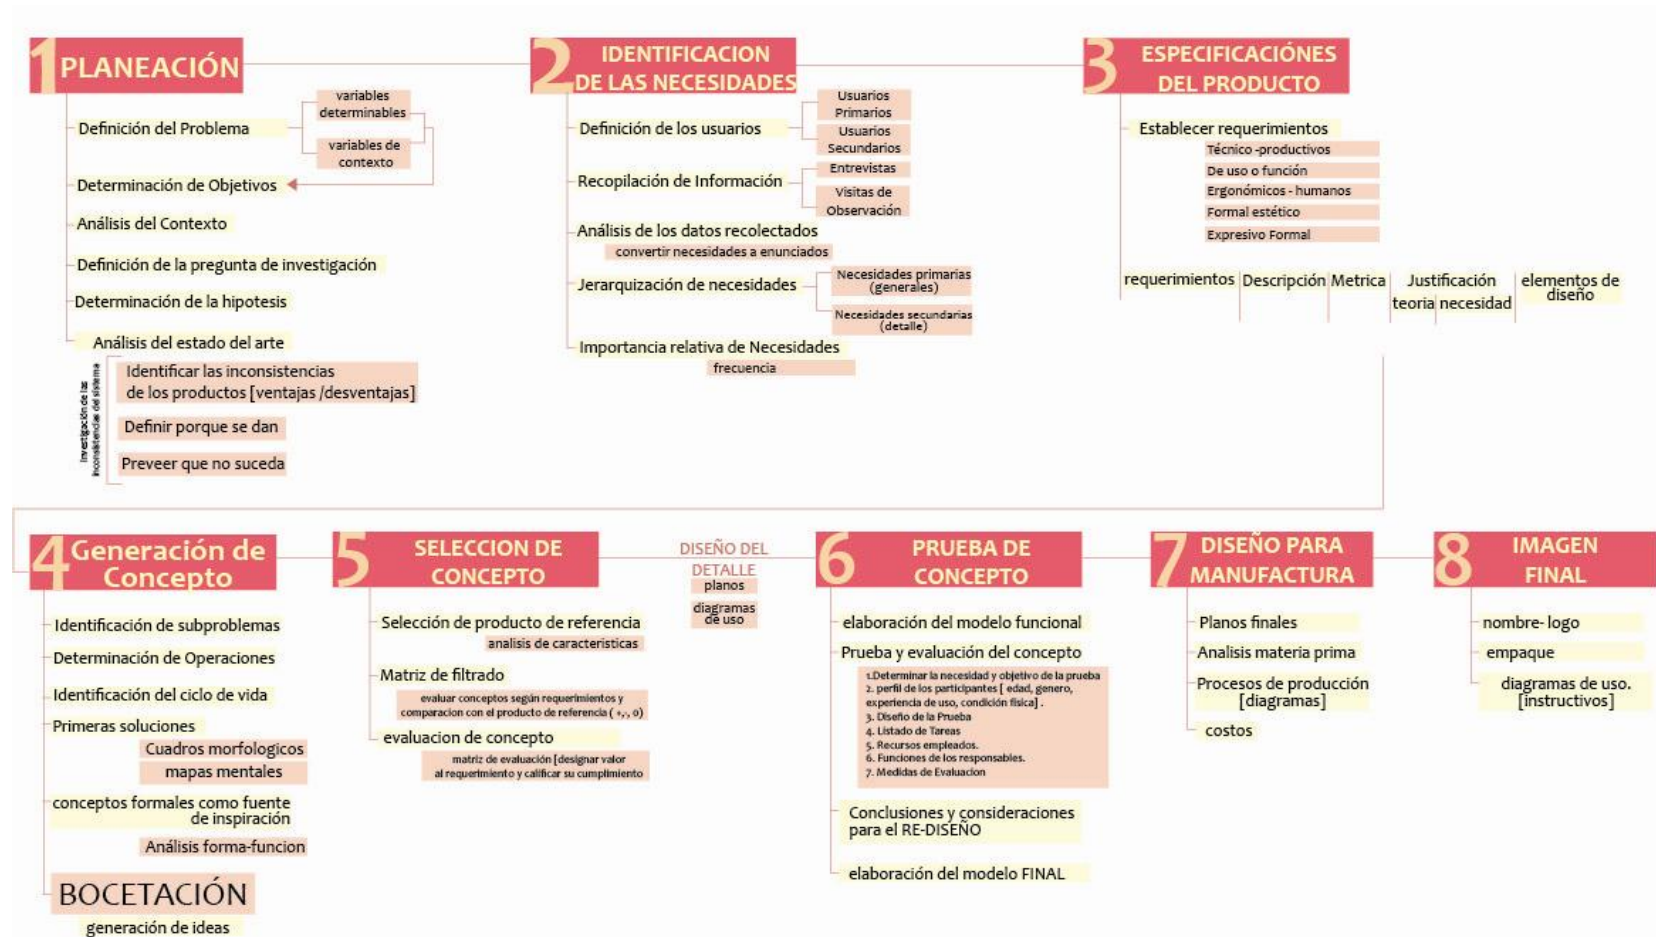 1 PLANEACIÓN
Definición del Problema
variables
determinables
variables de
contexto
Determinación de Objetivos
Análisis del Contexto
Definición de la pregunta de investigación
Determinación de la hipotesis
Análisis del estado del arte
Investigación de las
inconsistencias del sistema
Identificar las inconsistencias
de los productos [ventajas /desventajas]
Definir porque se dan
Preveer que no suceda
2 IDENTIFICACION
DE LAS NECESIDADES
Definición de los usuarios
Usuarios
Primarios
Usuarios
Secundarios
Recopilación de Información
Entrevistas
Visitas de
Observación
Análisis de los datos recolectados
convertir necesidades a enunciados
Jerarquización de necesidades
Necesidades primarias
(generales)
Necesidades secundarias
(detalle)
Importancia relativa de Necesidades
frecuencia
3 ESPECIFICACIÓNES
DEL PRODUCTO
Establecer requerimientos
Técnico -productivos
De uso o función
Ergonómicos - humanos
Formal estético
Expresivo Formal
requerimientos Descripción Metrica Justificación elementos de
teoria necesidad diseño
4 Generación de
Concepto
Identificación de subproblemas
Determinación de Operaciones
Identificación del ciclo de vida
Primeras soluciones
Cuadros morfologicos
mapas mentales
conceptos formales como fuente
de inspiración
Análisis forma-funcion
BOCETACIÓN
generación de ideas
5 SELECCION DE
CONCEPTO
Selección de producto de referencia
analisis de caracteristicas
Matriz de filtrado
evaluar conceptos según requerimientos y
comparacion con el producto de referencia ( +,-, 0)
evaluacion de concepto
matriz de evaluación [designar valor
al requerimiento y calificar su cumplimiento
DISEÑO DEL
DETALLE
planos
diagramas
de uso
6 PRUEBA DE
CONCEPTO
elaboración del modelo funcional
Prueba y evaluación del concepto
1.Determinar la necesidad y objetivo de la prueba
2. perfil de los participantes [ edad, genero,
experiencia de uso, condición fisica] .
3. Diseño de la Prueba
4. Listado de Tareas
5. Recursos empleados.
6. Funciones de los responsables.
7. Medidas de Evaluacion
Conclusiones y consideraciones
para el RE-DISEÑO
elaboración del modelo FINAL
7 DISEÑO PARA
MANUFACTURA
Planos finales
Analisis materia prima
Procesos de producción
[diagramas]
costos
8 IMAGEN
FINAL
nombre- logo
empaque
diagramas de uso.
[instructivos]